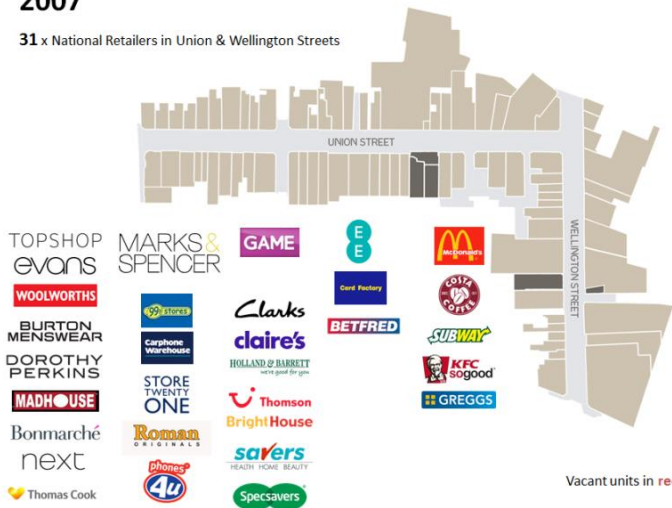 2007
31 x National Retailers in Union & Wellington Streets
UNION STREET
WELLINGTON STREET
TOPSHOP
evans
WOOLWORTHS
BURTON
MENSWEAR
DOROTHY
PERKINS
MADHOUSE
Bonmarché
next
Thomas Cook
MARKS&
SPENCER
99p stores
Carphone
Warehouse
STORE
TWENTY
ONE
Roman
ORIGINALS
phones
4u
GAME
Clarks
claire's
HOLLAND & BARRETT
we're good for you
Thomson
BrightHouse
savers
HEALTH HOME BEAUTY
Specsavers
EE
Card Factory
BETFRED
McDonald's
COSTA
COFFEE
SUBWAY
KFC
so good
GREGGS
Vacant units in re